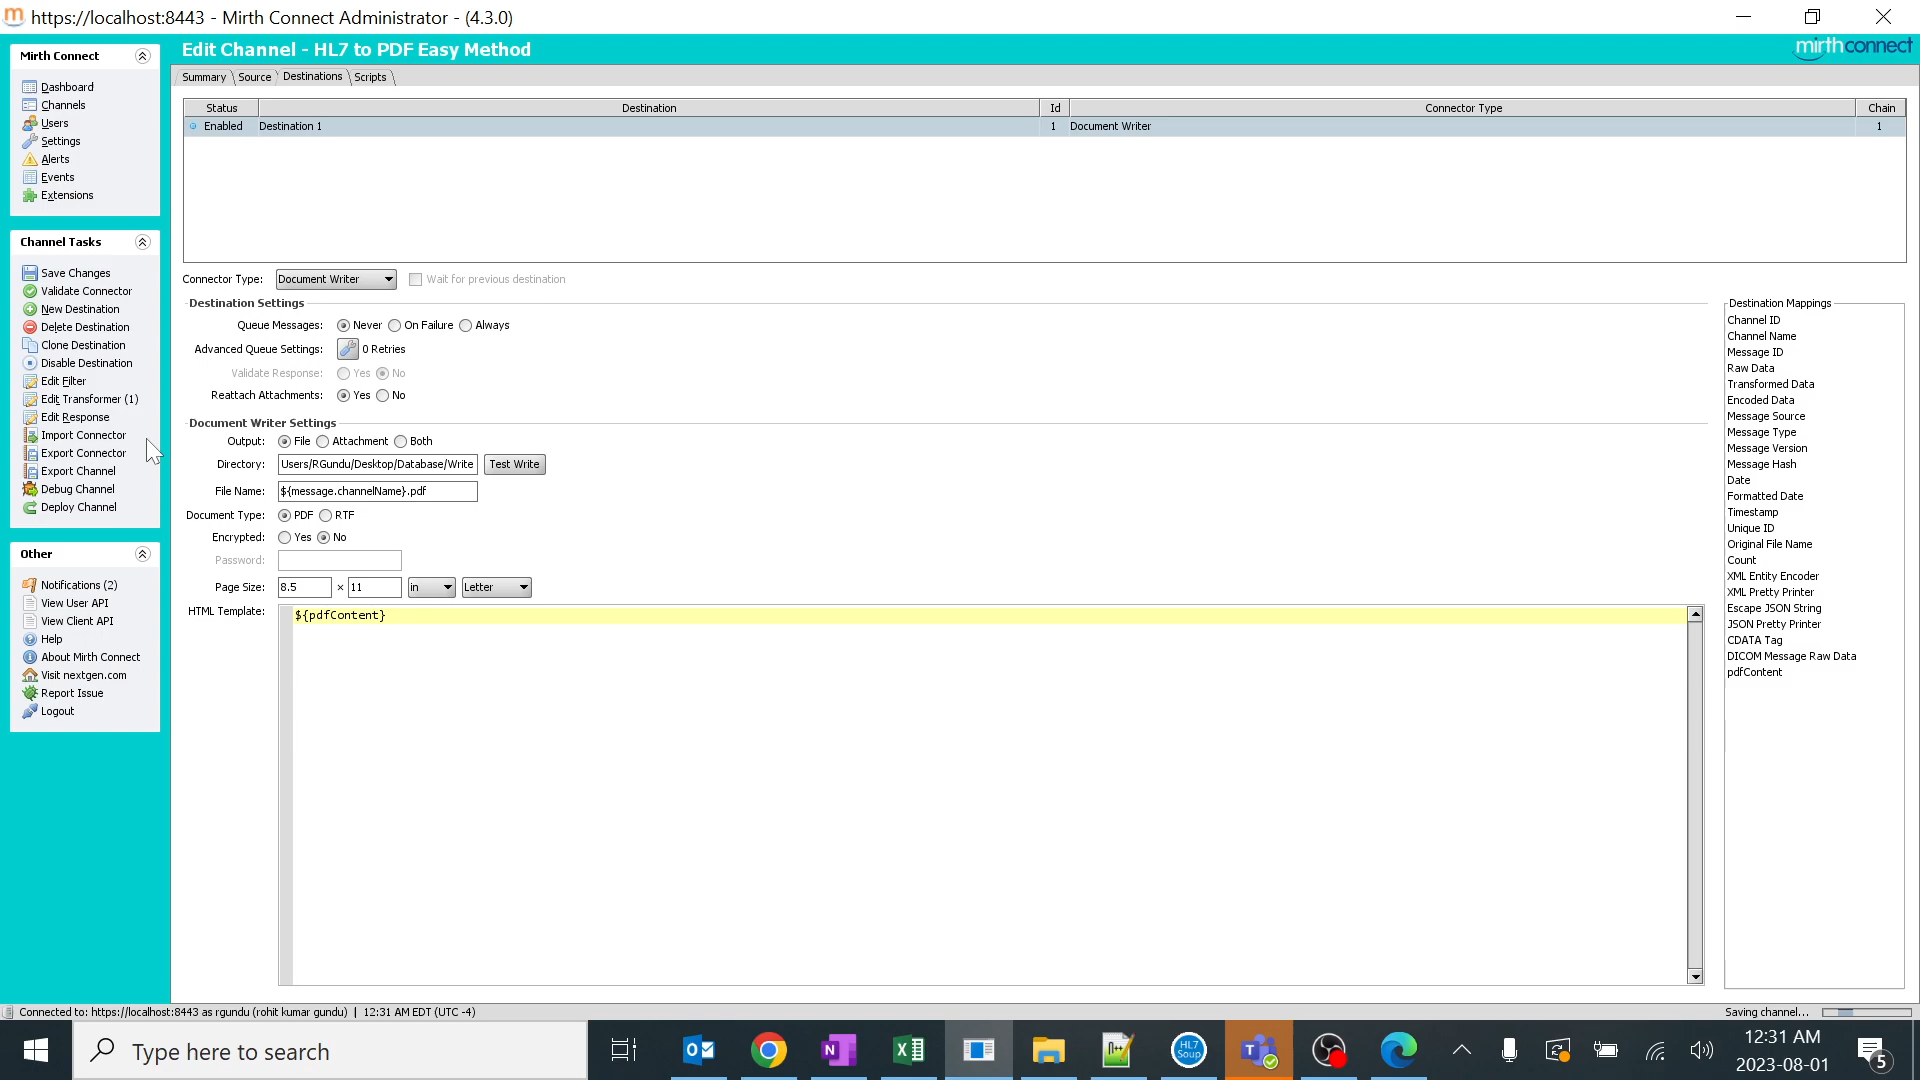 https://localhost:8443 - Mirth Connect Administrator - (4.3.0)
Edit Channel - HL7 to PDF Easy Method
mirthconnect
Mirth Connect
Dashboard
Channels
Users
Settings
Alerts
Events
Extensions
Channel Tasks
Save Changes
Validate Connector
New Destination
Delete Destination
Clone Destination
Disable Destination
Edit Filter
Edit Transformer (1)
Edit Response
Import Connector
Export Connector
Export Channel
Debug Channel
Deploy Channel
Other
Notifications (2)
View User API
View Client API
Help
About Mirth Connect
Visit nextgen.com
Report Issue
Logout
Summary Source Destinations Scripts
Status Destination Id Connector Type Chain
Enabled Destination 1 1 Document Writer 1
Connector Type: Document Writer Wait for previous destination
Destination Settings
Queue Messages: Never On Failure Always
Advanced Queue Settings: 0 Retries
Validate Response: Yes No
Reattach Attachments: Yes No
Document Writer Settings
Output: File Attachment Both
Directory: Users/RGundu/Desktop/Database/Write Test Write
File Name: ${message.channelName}.pdf
Document Type: PDF RTF
Encrypted: Yes No
Password:
Page Size: 8.5 × 11 in Letter
HTML Template: ${pdfContent}
Destination Mappings
Channel ID
Channel Name
Message ID
Raw Data
Transformed Data
Encoded Data
Message Source
Message Type
Message Version
Message Hash
Date
Formatted Date
Timestamp
Unique ID
Original File Name
Count
XML Entity Encoder
XML Pretty Printer
Escape JSON String
JSON Pretty Printer
CDATA Tag
DICOM Message Raw Data
pdfContent
Connected to: https://localhost:8443 as rgundu (rohit kumar gundu) | 12:31 AM EDT (UTC -4)
Saving channel...
Type here to search
HL7
Soup
12:31 AM
2023-08-01
5